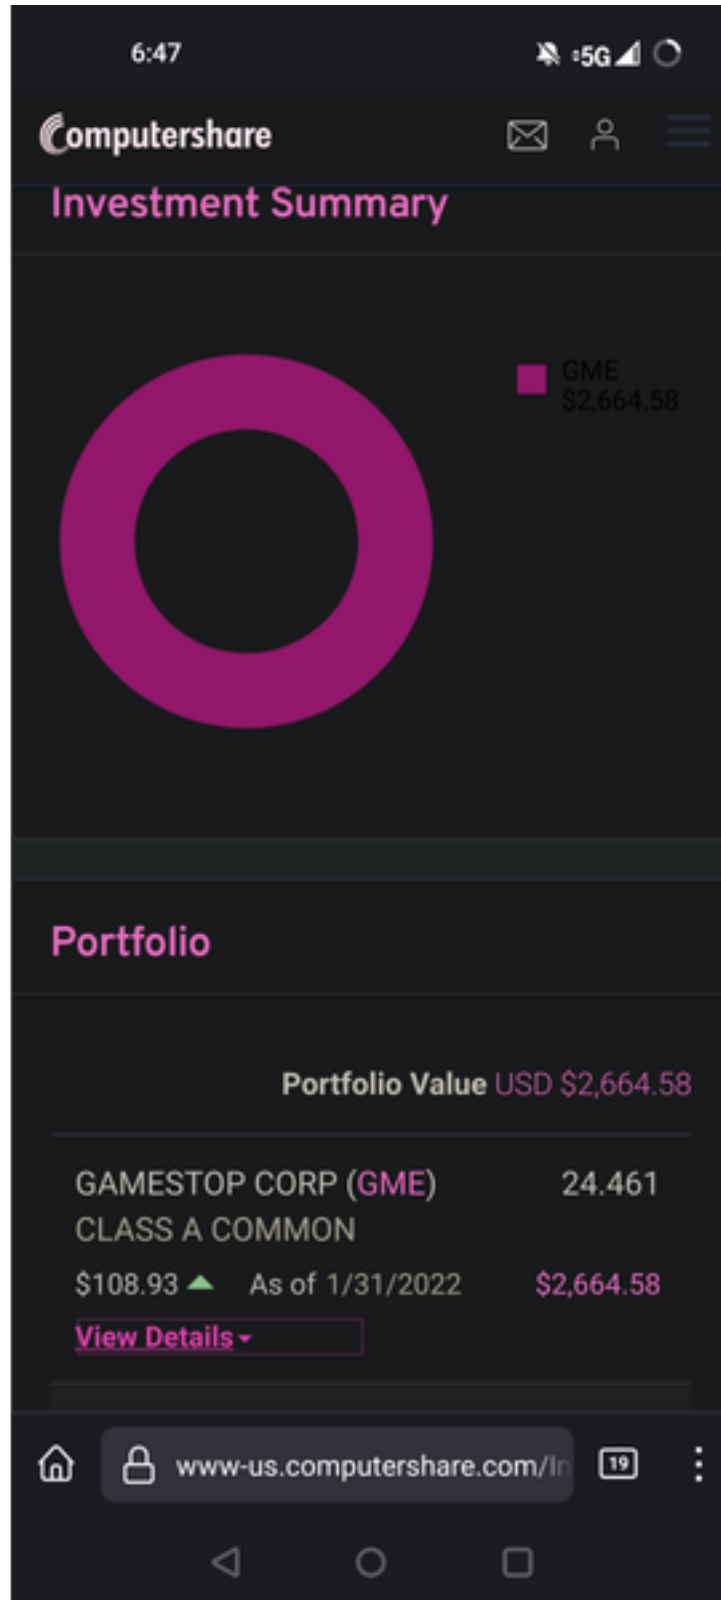 6:47
5G
Computershare
Investment Summary
GME
$2,664.58
Portfolio
Portfolio Value USD $2,664.58
GAMESTOP CORP (GME) 24.461
CLASS A COMMON
$108.93 As of 1/31/2022 $2,664.58
View Details
19
www-us.computershare.com/In